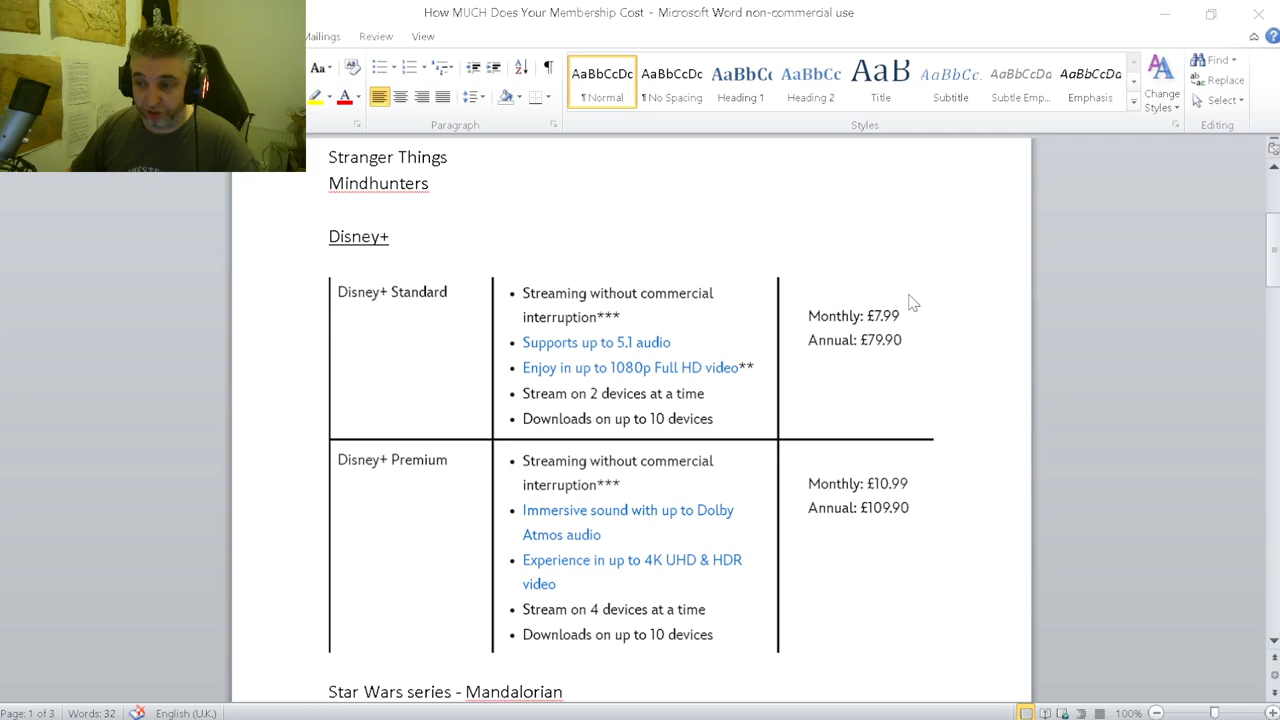 How MUCH Does Your Membership Cost - Microsoft Word non-commercial use
Mailings Review View
Aa
A
AaBbCcDc AaBbCcDc AaBbCc AaBbCc AaB AaBbCc. AaBbCcDc AaBbCcDc
¶ Normal ¶ No Spacing Heading 1 Heading 2 Title Subtitle Subtle Emp... Emphasis
Change Styles
Find
Replace
Select
Paragraph Styles Editing
Stranger Things
Mindhunters
Disney+
Disney+ Standard
• Streaming without commercial
interruption***
• Supports up to 5.1 audio
• Enjoy in up to 1080p Full HD video**
• Stream on 2 devices at a time
• Downloads on up to 10 devices
Monthly: £7.99
Annual: £79.90
Disney+ Premium
• Streaming without commercial
interruption***
• Immersive sound with up to Dolby
Atmos audio
• Experience in up to 4K UHD & HDR
video
• Stream on 4 devices at a time
• Downloads on up to 10 devices
Monthly: £10.99
Annual: £109.90
Star Wars series - Mandalorian
Page: 1 of 3 Words: 32 English (U.K.) 100%